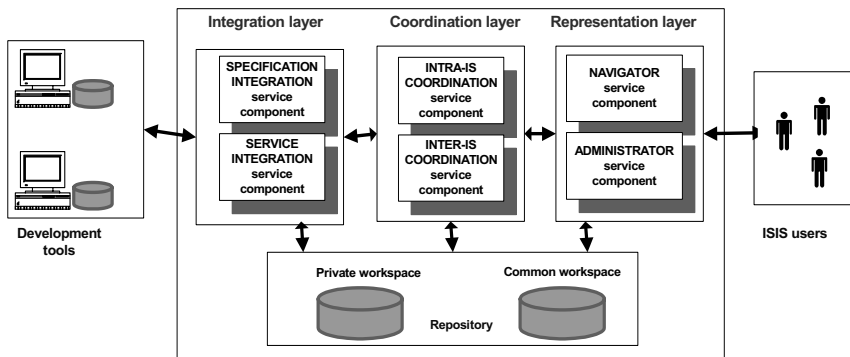 Integration layer
Coordination layer
Representation layer
SPECIFICATION
INTEGRATION
service
component
SERVICE
INTEGRATION
service
component
INTRA-IS
COORDINATION
service
component
INTER-IS
COORDINATION
service
component
NAVIGATOR
service
component
ADMINISTRATOR
service
component
Development
tools
ISIS users
Private workspace
Common workspace
Repository